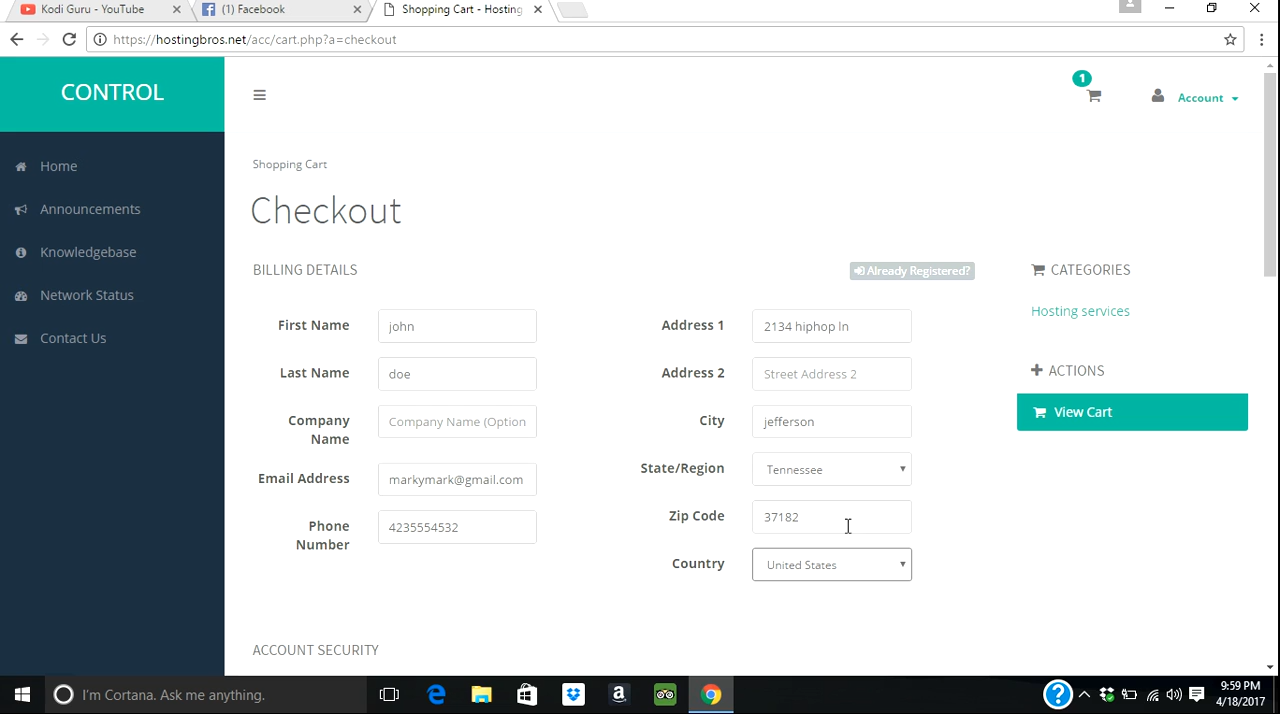 Kodi Guru - YouTube
(1) Facebook
Shopping Cart - Hosting
https://hostingbros.net/acc/cart.php?a=checkout
CONTROL
1
Account
Home
Announcements
Knowledgebase
Network Status
Contact Us
Shopping Cart
Checkout
BILLING DETAILS
Already Registered?
First Name
john
Last Name
doe
Company Name
Company Name (Option
Email Address
markymark@gmail.com
Phone Number
4235554532
Address 1
2134 hiphop ln
Address 2
Street Address 2
City
jefferson
State/Region
Tennessee
Zip Code
37182
Country
United States
CATEGORIES
Hosting services
ACTIONS
View Cart
ACCOUNT SECURITY
I'm Cortana. Ask me anything.
9:59 PM
4/18/2017